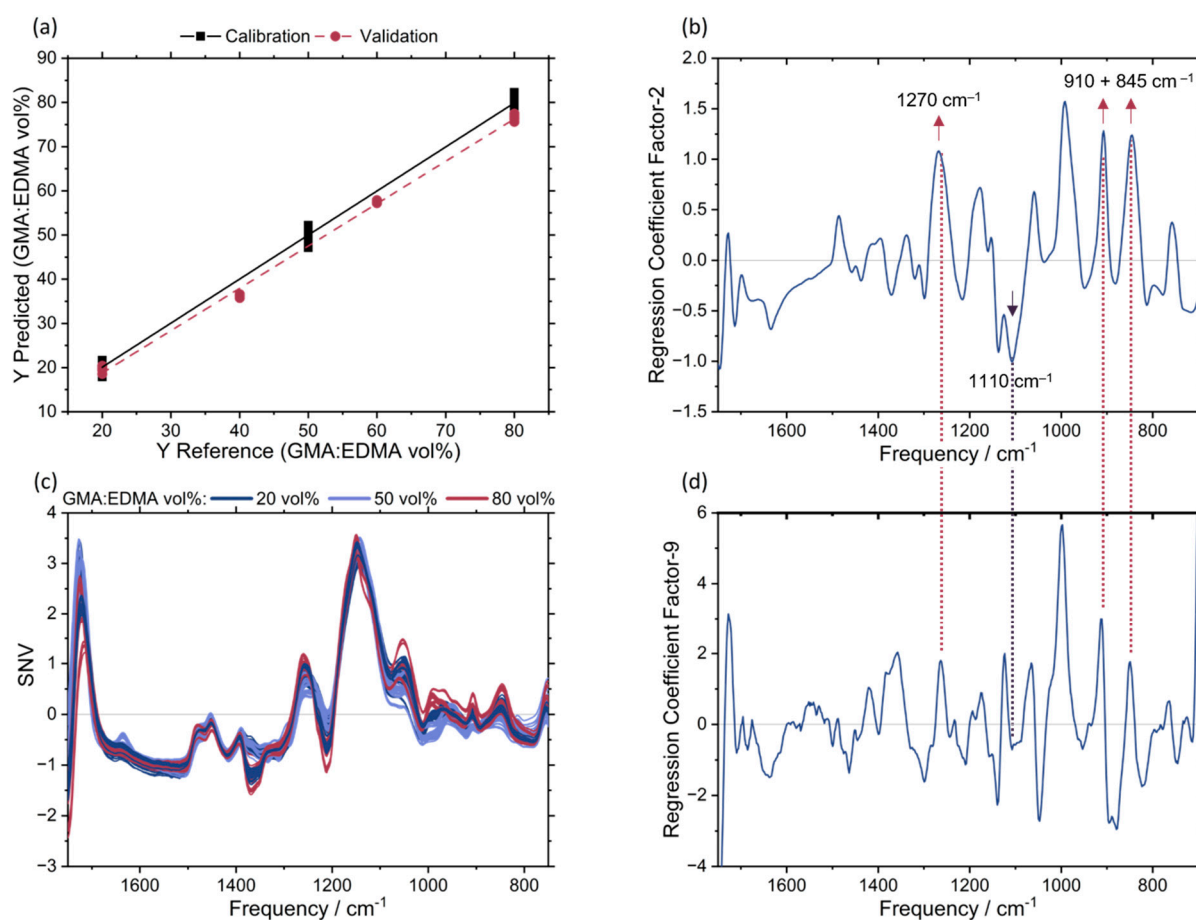 (a)
Calibration
Validation
Y Predicted (GMA:EDMA vol%)
90
80
70
60
50
40
30
20
10
20 30 40 50 60 70 80
Y Reference (GMA:EDMA vol%)
(b)
Regression Coefficient Factor-2
2.0
1.5
1.0
0.5
0.0
−0.5
−1.0
−1.5
1270 cm⁻¹
910 + 845 cm⁻¹
1110 cm⁻¹
1600 1400 1200 1000 800
Frequency / cm⁻¹
(c)
GMA:EDMA vol%: 20 vol% 50 vol% 80 vol%
SNV
4
3
2
1
0
−1
−2
−3
1600 1400 1200 1000 800
Frequency / cm⁻¹
(d)
Regression Coefficient Factor-9
6
4
2
0
−2
−4
1600 1400 1200 1000 800
Frequency / cm⁻¹